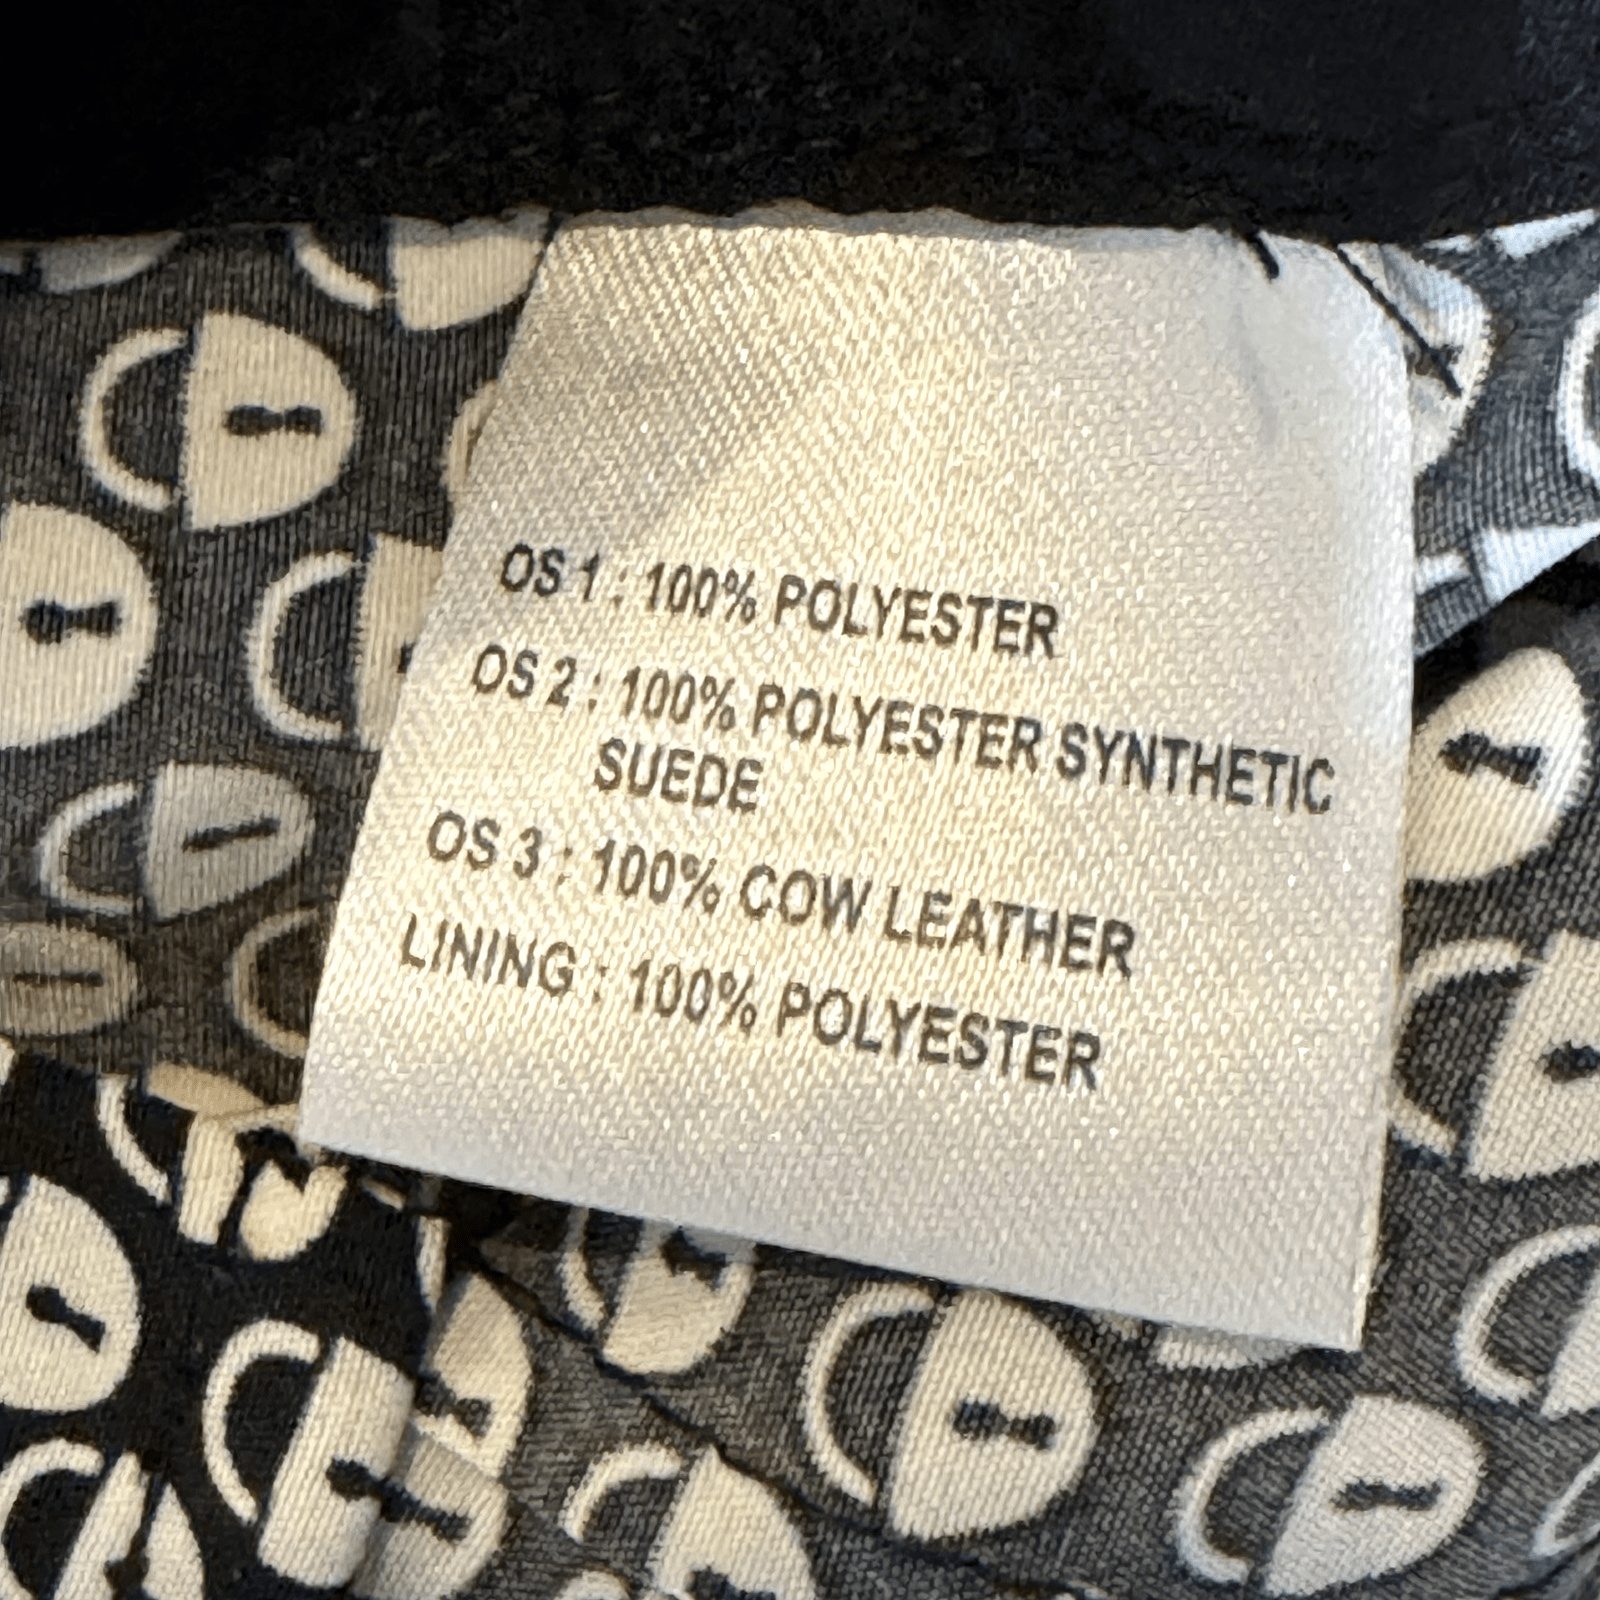 OS 1 : 100% POLYESTER
OS 2 : 100% POLYESTER SYNTHETIC
SUEDE
OS 3 : 100% COW LEATHER
LINING : 100% POLYESTER